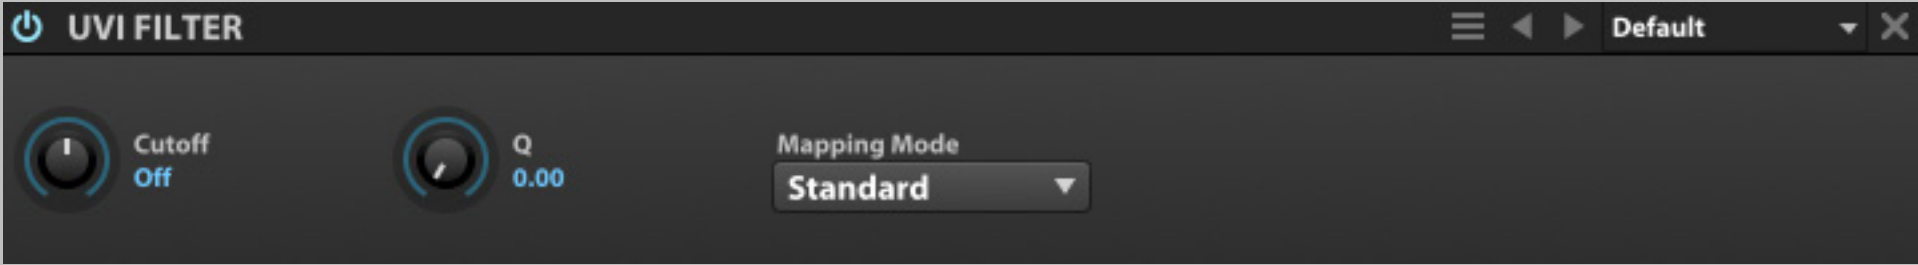 UVI FILTER
Default
Cutoff
Off
Q
0.00
Mapping Mode
Standard